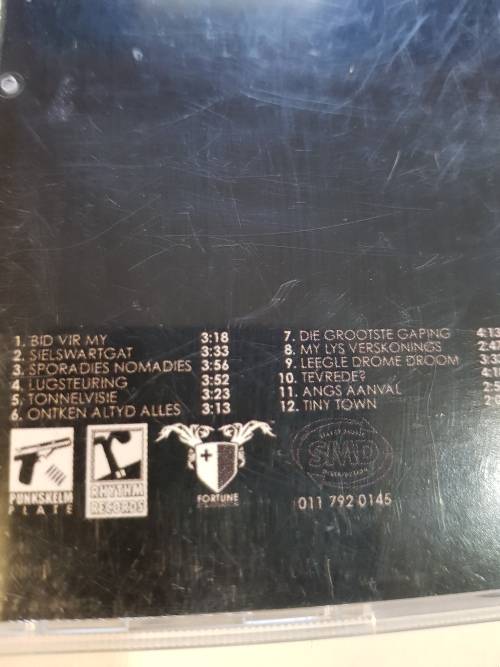 1. BID VIR MY 3:18
2. SIELSWARTGAT 3:33
3. SPORADIES NOMADIES 3:56
4. LUGSTEURING 3:52
5. TONNELVISIE 3:23
6. ONTKEN ALTYD ALLES 3:13
7. DIE GROOTSTE GAPING
8. MY LYS VERSKONINGS 2:47
9. LEEGLE DROME DROOM
10. TEVREDE?
11. ANGS AANVAL
12. TINY TOWN
PUNKSKELM
PLATE
RHYTHM
RECORDS
FORTUNE
SMD
011 792 0145